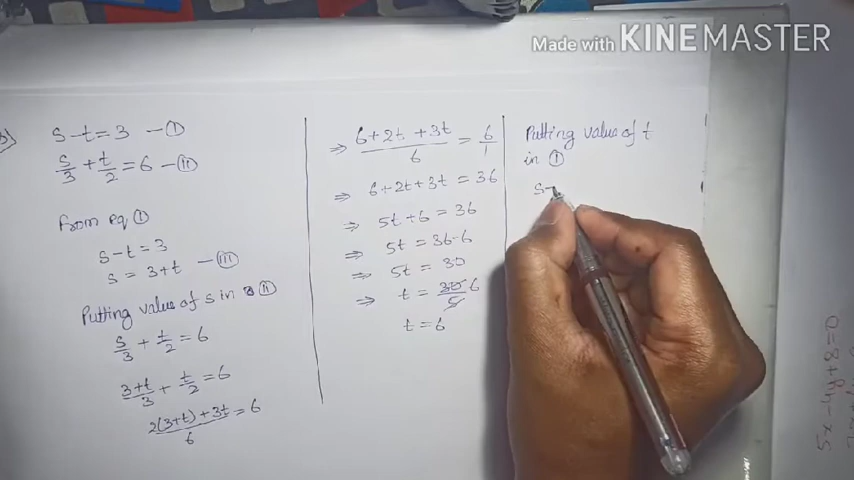 Made with KINEMASTER
s-t=3 -Ⓘ
s/3 + t/2 = 6 -Ⓘⓘ
from eq Ⓘ
s-t=3
s = 3+t -Ⓘⓘⓘ
Putting value of s in Ⓘⓘ
s/3 + t/2 = 6
3+t/3 + t/2 = 6
2(3+t)+3t/6 = 6
⇒ 6+2t+3t/6 = 6/1
⇒ 6+2t+3t = 36
⇒ 5t+6 = 36
⇒ 5t = 36-6
⇒ 5t = 30
⇒ t = 30/5 6
t = 6
Putting value of t
in Ⓘ
s-